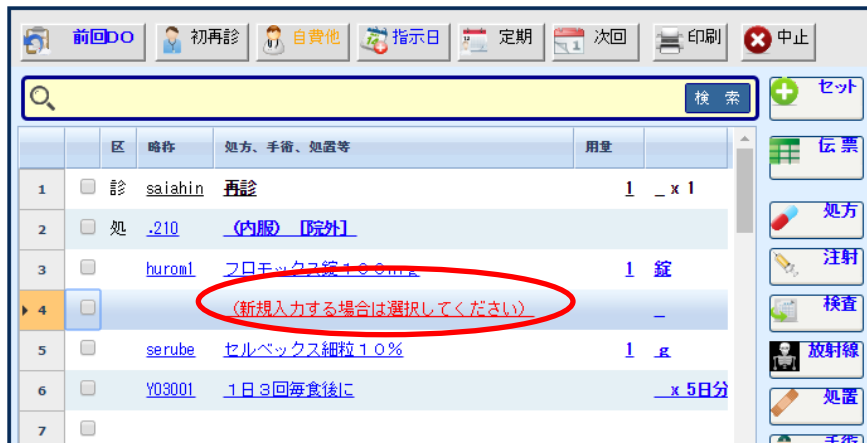 前回DO 初再診 自費他 指示日 定期 次回 印刷 中止
検 索 セット
区 略称 処方、手術、処置等 用量
伝票
1 診 saiahin 再診 1 _ x 1
2 処 .210 (内服) [院外] 処方
3 hurom1 フロモックス錠100mg 1 錠 注射
4 (新規入力する場合は選択してください) _ 検査
5 serube セルベックス細粒10% 1 g 放射線
6 Y03001 1日3回毎食後に _ x 5日分 処置
7 手術